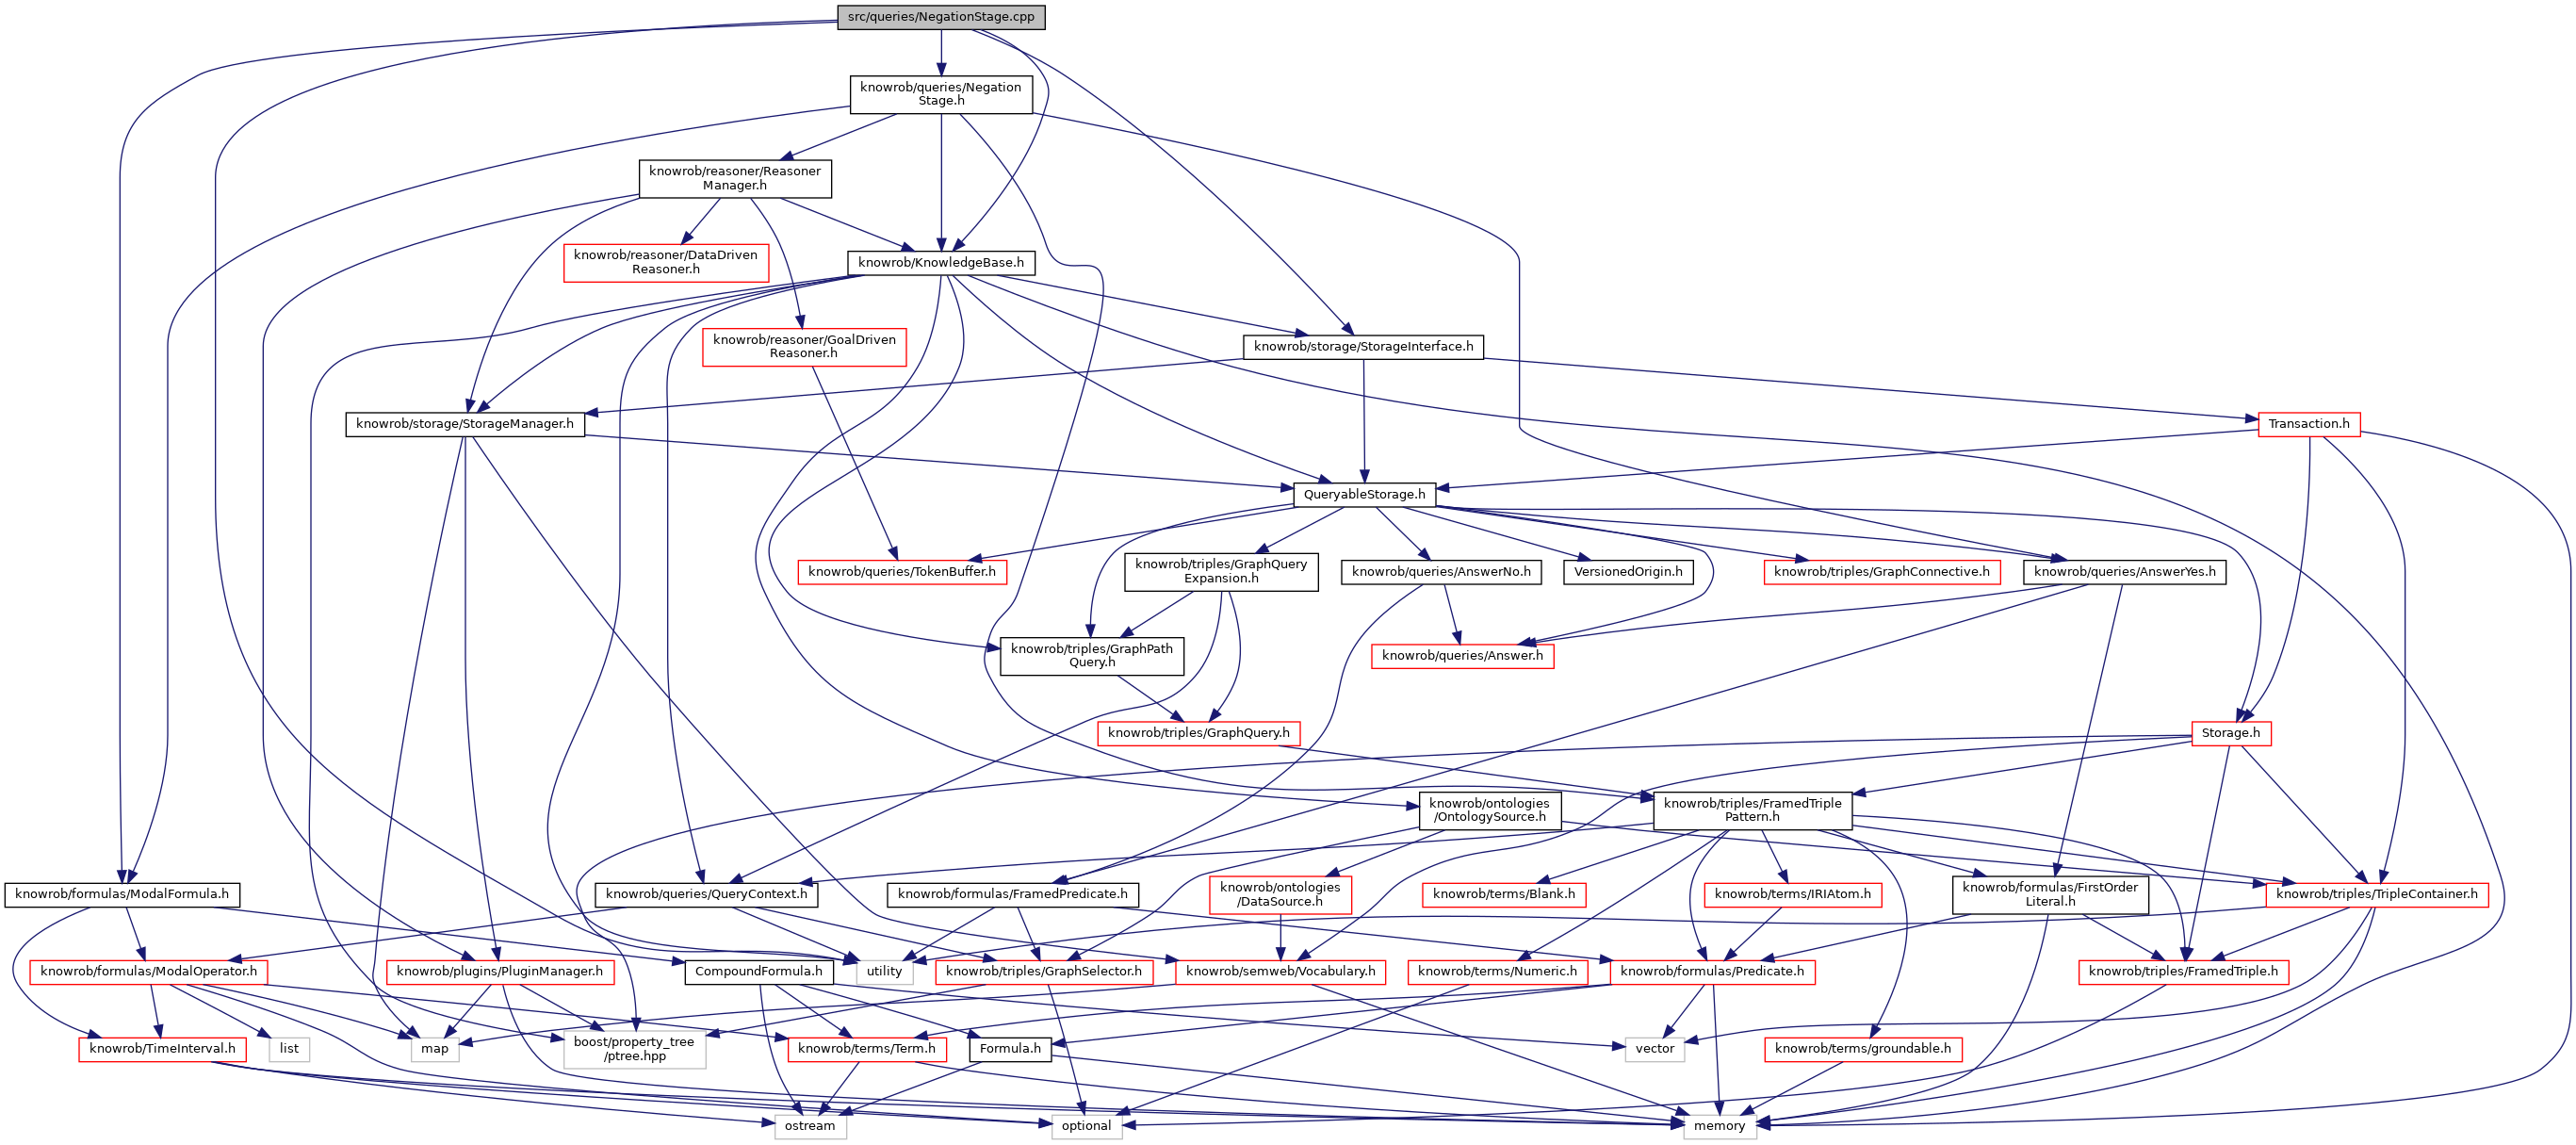 src/queries/NegationStage.cpp
knowrob/queries/Negation
Stage.h
knowrob/reasoner/Reasoner
Manager.h
knowrob/reasoner/DataDriven
Reasoner.h
knowrob/KnowledgeBase.h
knowrob/reasoner/GoalDriven
Reasoner.h
knowrob/storage/StorageInterface.h
knowrob/storage/StorageManager.h
Transaction.h
QueryableStorage.h
knowrob/queries/TokenBuffer.h
knowrob/triples/GraphQuery
Expansion.h
knowrob/queries/AnswerNo.h
VersionedOrigin.h
knowrob/triples/GraphConnective.h
knowrob/queries/AnswerYes.h
knowrob/triples/GraphPath
Query.h
knowrob/queries/Answer.h
knowrob/triples/GraphQuery.h
Storage.h
knowrob/ontologies
/OntologySource.h
knowrob/triples/FramedTriple
Pattern.h
knowrob/formulas/ModalFormula.h
knowrob/queries/QueryContext.h
knowrob/formulas/FramedPredicate.h
knowrob/ontologies
/DataSource.h
knowrob/terms/Blank.h
knowrob/terms/IRIAtom.h
knowrob/formulas/FirstOrder
Literal.h
knowrob/triples/TripleContainer.h
knowrob/formulas/ModalOperator.h
knowrob/plugins/PluginManager.h
CompoundFormula.h
utility
knowrob/triples/GraphSelector.h
knowrob/semweb/Vocabulary.h
knowrob/terms/Numeric.h
knowrob/formulas/Predicate.h
knowrob/triples/FramedTriple.h
knowrob/TimeInterval.h
list
map
boost/property_tree
/ptree.hpp
knowrob/terms/Term.h
Formula.h
vector
knowrob/terms/groundable.h
ostream
optional
memory